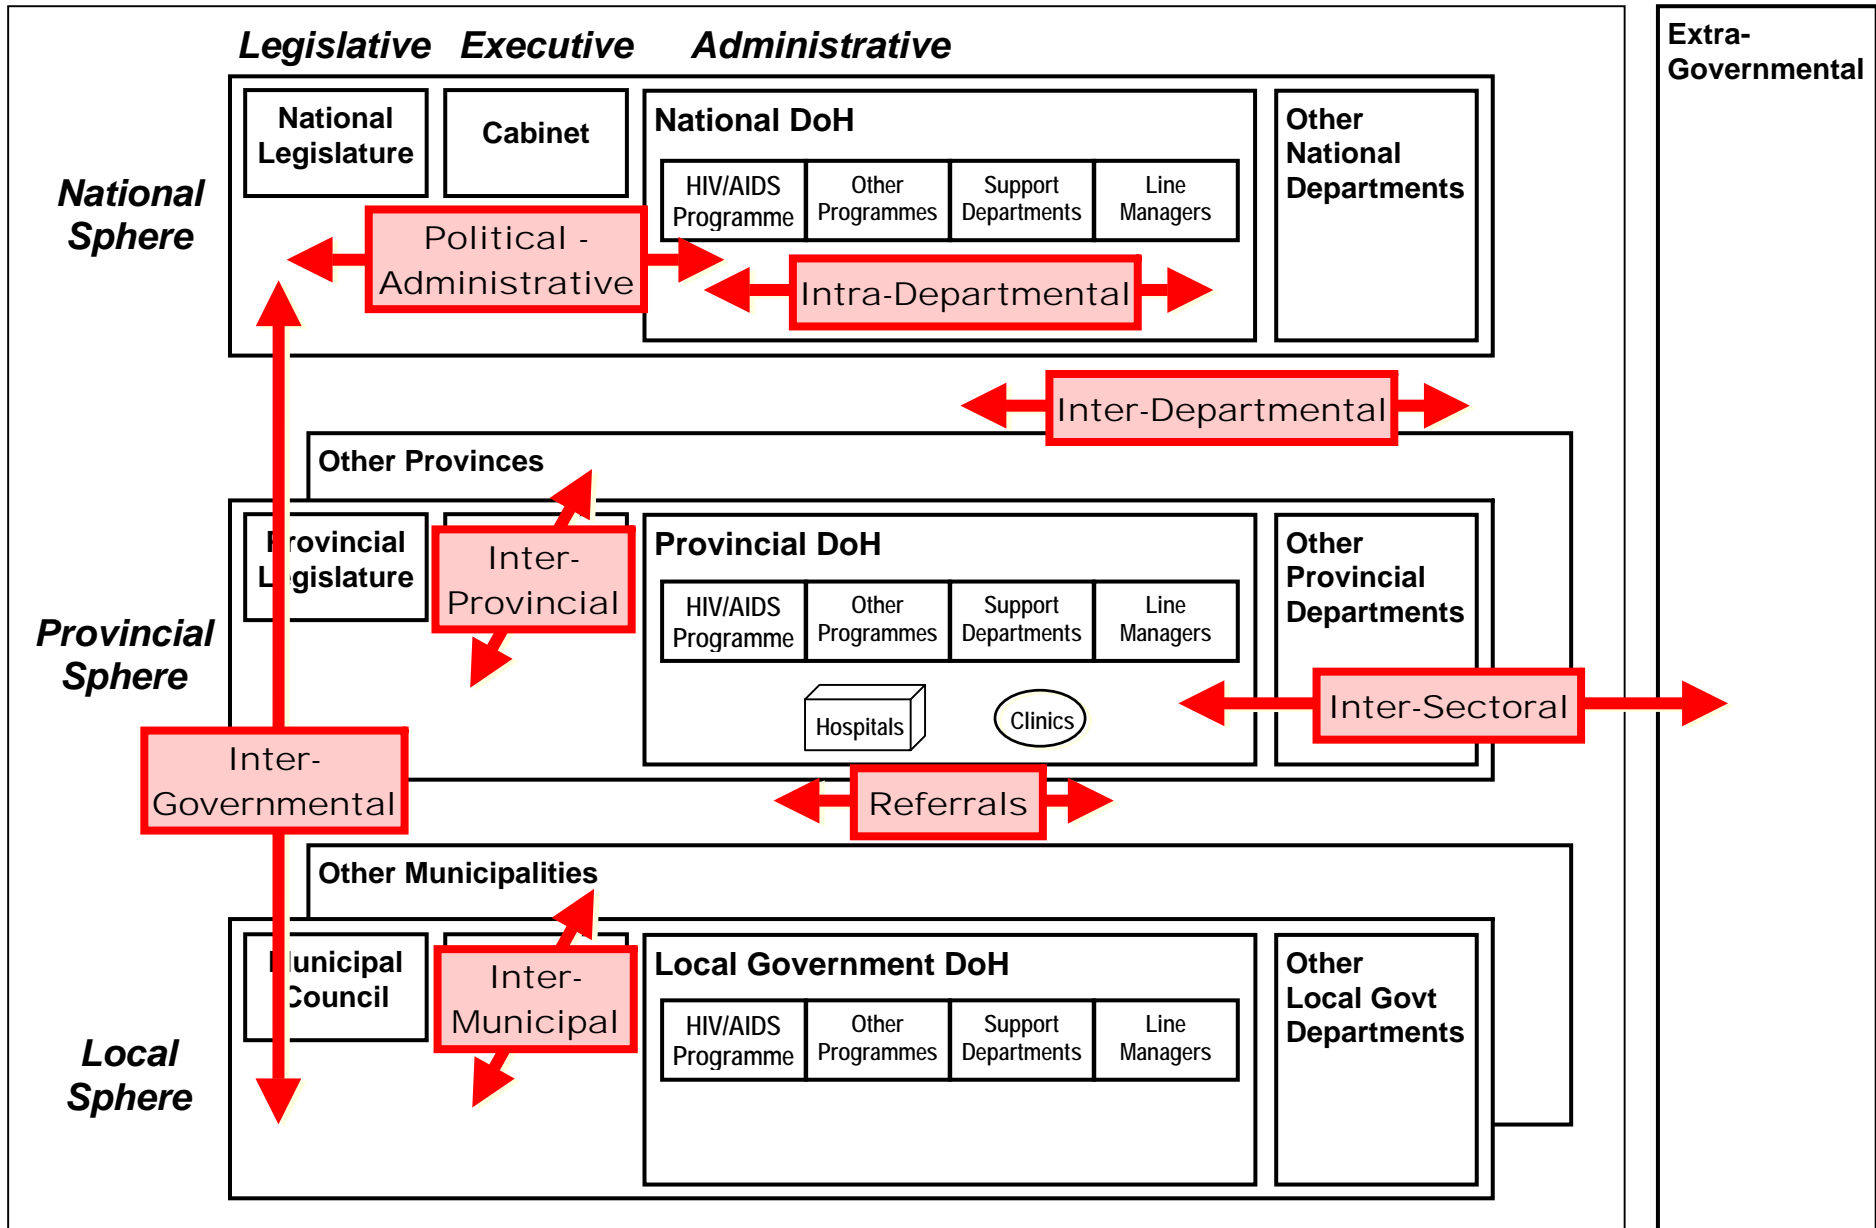 Legislative Executive Administrative
Extra-
Governmental
National
Sphere
National
Legislature
Cabinet
National DoH
HIV/AIDS
Programme
Other
Programmes
Support
Departments
Line
Managers
Other
National
Departments
Political -
Administrative
Intra-Departmental
Inter-Departmental
Other Provinces
Provincial
Sphere
Provincial
Legislature
Inter-
Provincial
Provincial DoH
HIV/AIDS
Programme
Other
Programmes
Support
Departments
Line
Managers
Hospitals
Clinics
Other
Provincial
Departments
Inter-Sectoral
Inter-
Governmental
Referrals
Other Municipalities
Local
Sphere
Municipal
Council
Inter-
Municipal
Local Government DoH
HIV/AIDS
Programme
Other
Programmes
Support
Departments
Line
Managers
Other
Local Govt
Departments